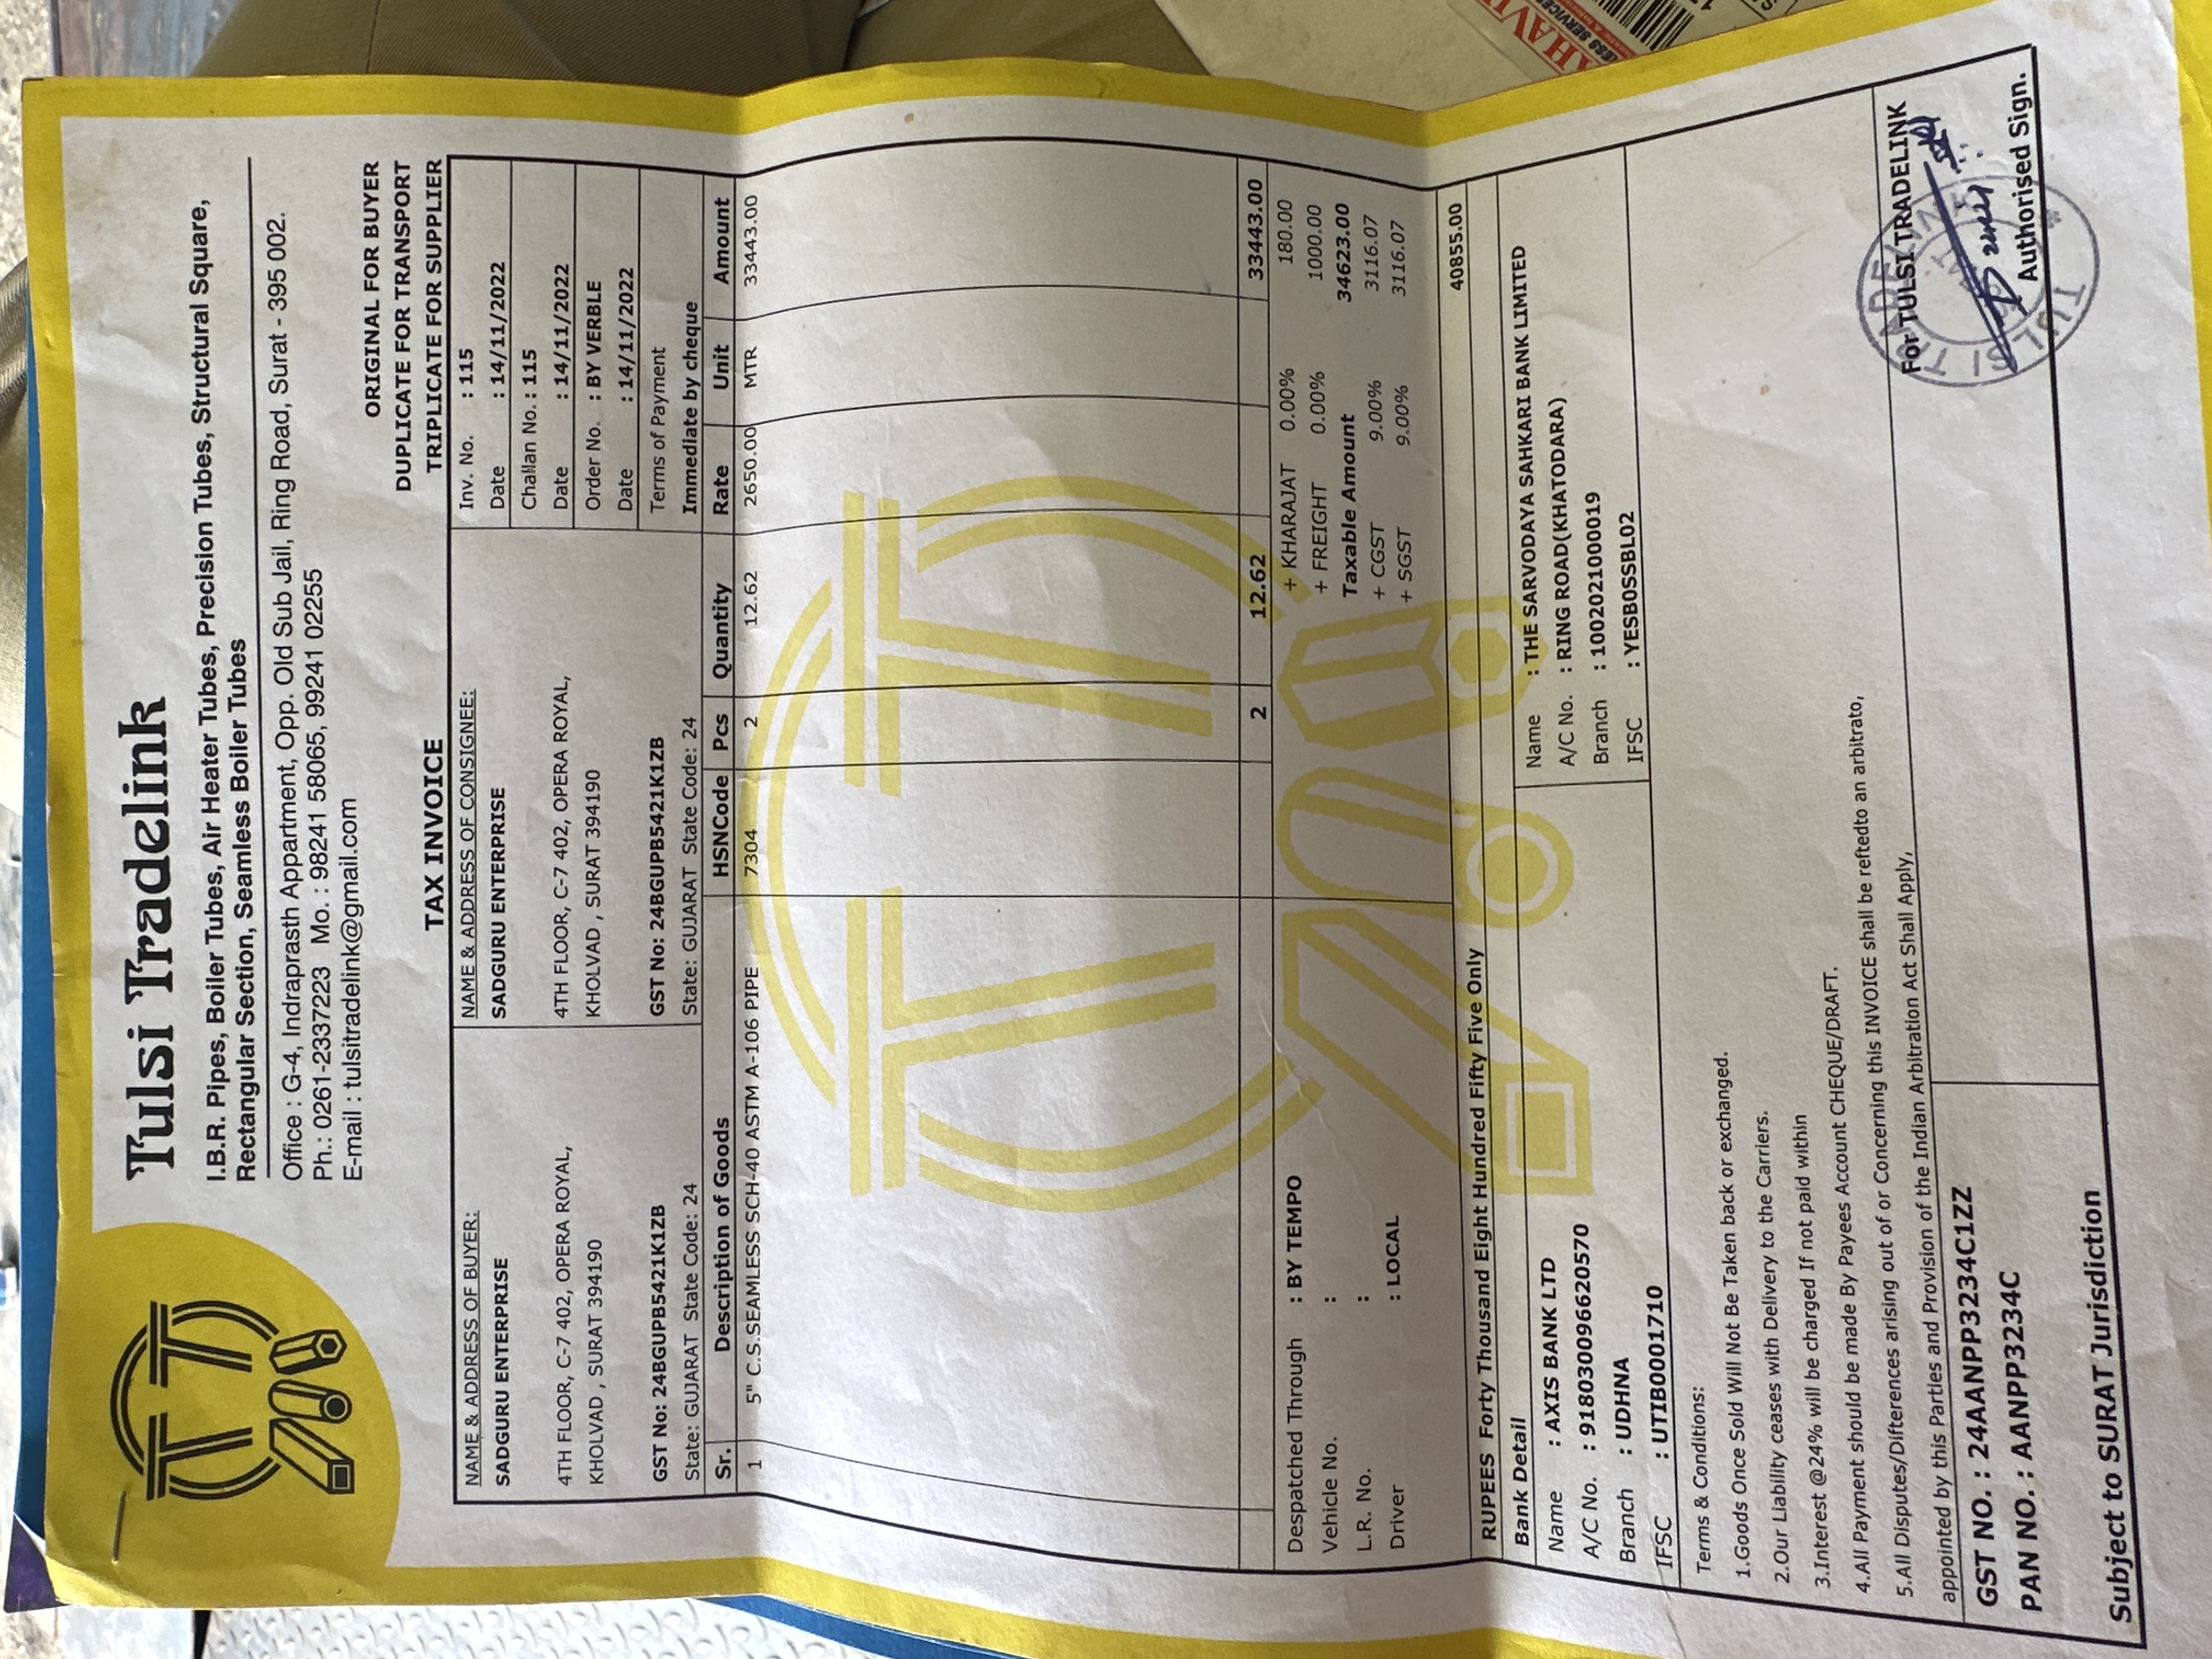 TT
Tulsi Tradelink
I.B.R. Pipes, Boiler Tubes, Air Heater Tubes, Precision Tubes, Structural Square,
Rectangular Section, Seamless Boiler Tubes
Office : G-4, Indraprasth Appartment, Opp. Old Sub Jail, Ring Road, Surat - 395 002.
Ph.: 0261-2337223 Mo. : 98241 58065, 99241 02255
E-mail : tulsitradelink@gmail.com
ORIGINAL FOR BUYER
DUPLICATE FOR TRANSPORT
TAX INVOICE TRIPLICATE FOR SUPPLIER
NAME & ADDRESS OF BUYER:
SADGURU ENTERPRISE
4TH FLOOR, C-7 402, OPERA ROYAL,
KHOLVAD , SURAT 394190
GST No: 24BGUPB5421K1ZB
State: GUJARAT State Code: 24
NAME & ADDRESS OF CONSIGNEE:
SADGURU ENTERPRISE
4TH FLOOR, C-7 402, OPERA ROYAL,
KHOLVAD , SURAT 394190
GST No: 24BGUPB5421K1ZB
State: GUJARAT State Code: 24
Inv. No. : 115
Date : 14/11/2022
Challan No. : 115
Date : 14/11/2022
Order No. : BY VERBLE
Date : 14/11/2022
Terms of Payment
Immediate by cheque
Sr. Description of Goods HSNCode Pcs Quantity Rate Unit Amount
1 5" C.S.SEAMLESS SCH-40 ASTM A-106 PIPE 7304 2 12.62 2650.00 MTR 33443.00
2 12.62 33443.00
Despatched Through : BY TEMPO
Vehicle No. :
L.R. No. :
Driver : LOCAL
+ KHARAJAT 0.00% 180.00
+ FREIGHT 0.00% 1000.00
Taxable Amount 34623.00
+ CGST 9.00% 3116.07
+ SGST 9.00% 3116.07
RUPEES Forty Thousand Eight Hundred Fifty Five Only 40855.00
Bank Detail
Name : AXIS BANK LTD
A/C No. : 918030096620570
Branch : UDHNA
IFSC : UTIB0001710
Name : THE SARVODAYA SAHKARI BANK LIMITED
A/C No. : RING ROAD(KHATODARA)
Branch : 1002021000019
IFSC : YESB0SSBL02
Terms & Conditions:
1.Goods Once Sold Will Not Be Taken back or exchanged.
2.Our Liability ceases with Delivery to the Carriers.
3.Interest @24% will be charged If not paid within
4.All Payment should be made By Payees Account CHEQUE/DRAFT.
5.All Disputes/Difterences arising out of or Concerning this INVOICE shall be reftedto an arbitrato,
appointed by this Parties and Provision of the Indian Arbitration Act Shall Apply,
GST NO. : 24AANPP3234C1ZZ
PAN NO. : AANPP3234C
Subject to SURAT Jurisdiction
For TULSI TRADELINK
TULSI TRADELINK
Authorised Sign.